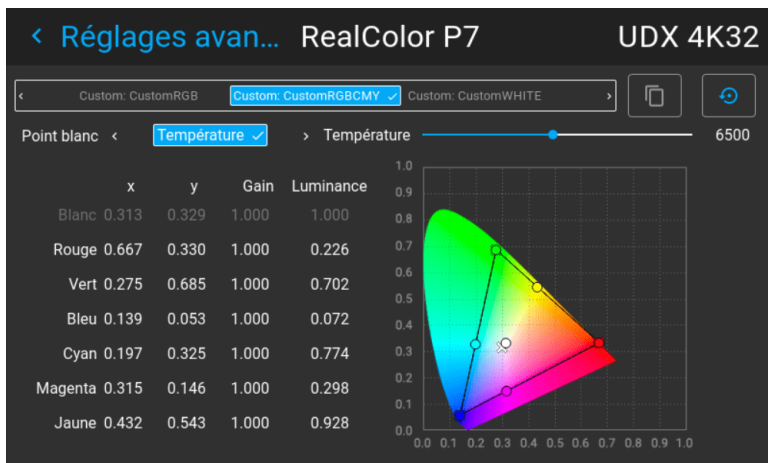 ‹ Réglages avan... RealColor P7 UDX 4K32
‹ Custom: CustomRGB Custom: CustomRGBCMY ✓ Custom: CustomWHITE ›
Point blanc ‹ Température ✓ › Température 6500
x y Gain Luminance
Blanc 0.313 0.329 1.000 1.000
Rouge 0.667 0.330 1.000 0.226
Vert 0.275 0.685 1.000 0.702
Bleu 0.139 0.053 1.000 0.072
Cyan 0.197 0.325 1.000 0.774
Magenta 0.315 0.146 1.000 0.298
Jaune 0.432 0.543 1.000 0.928
1.0
0.9
0.8
0.7
0.6
0.5
0.4
0.3
0.2
0.1
0.0
0.0 0.1 0.2 0.3 0.4 0.5 0.6 0.7 0.8 0.9 1.0